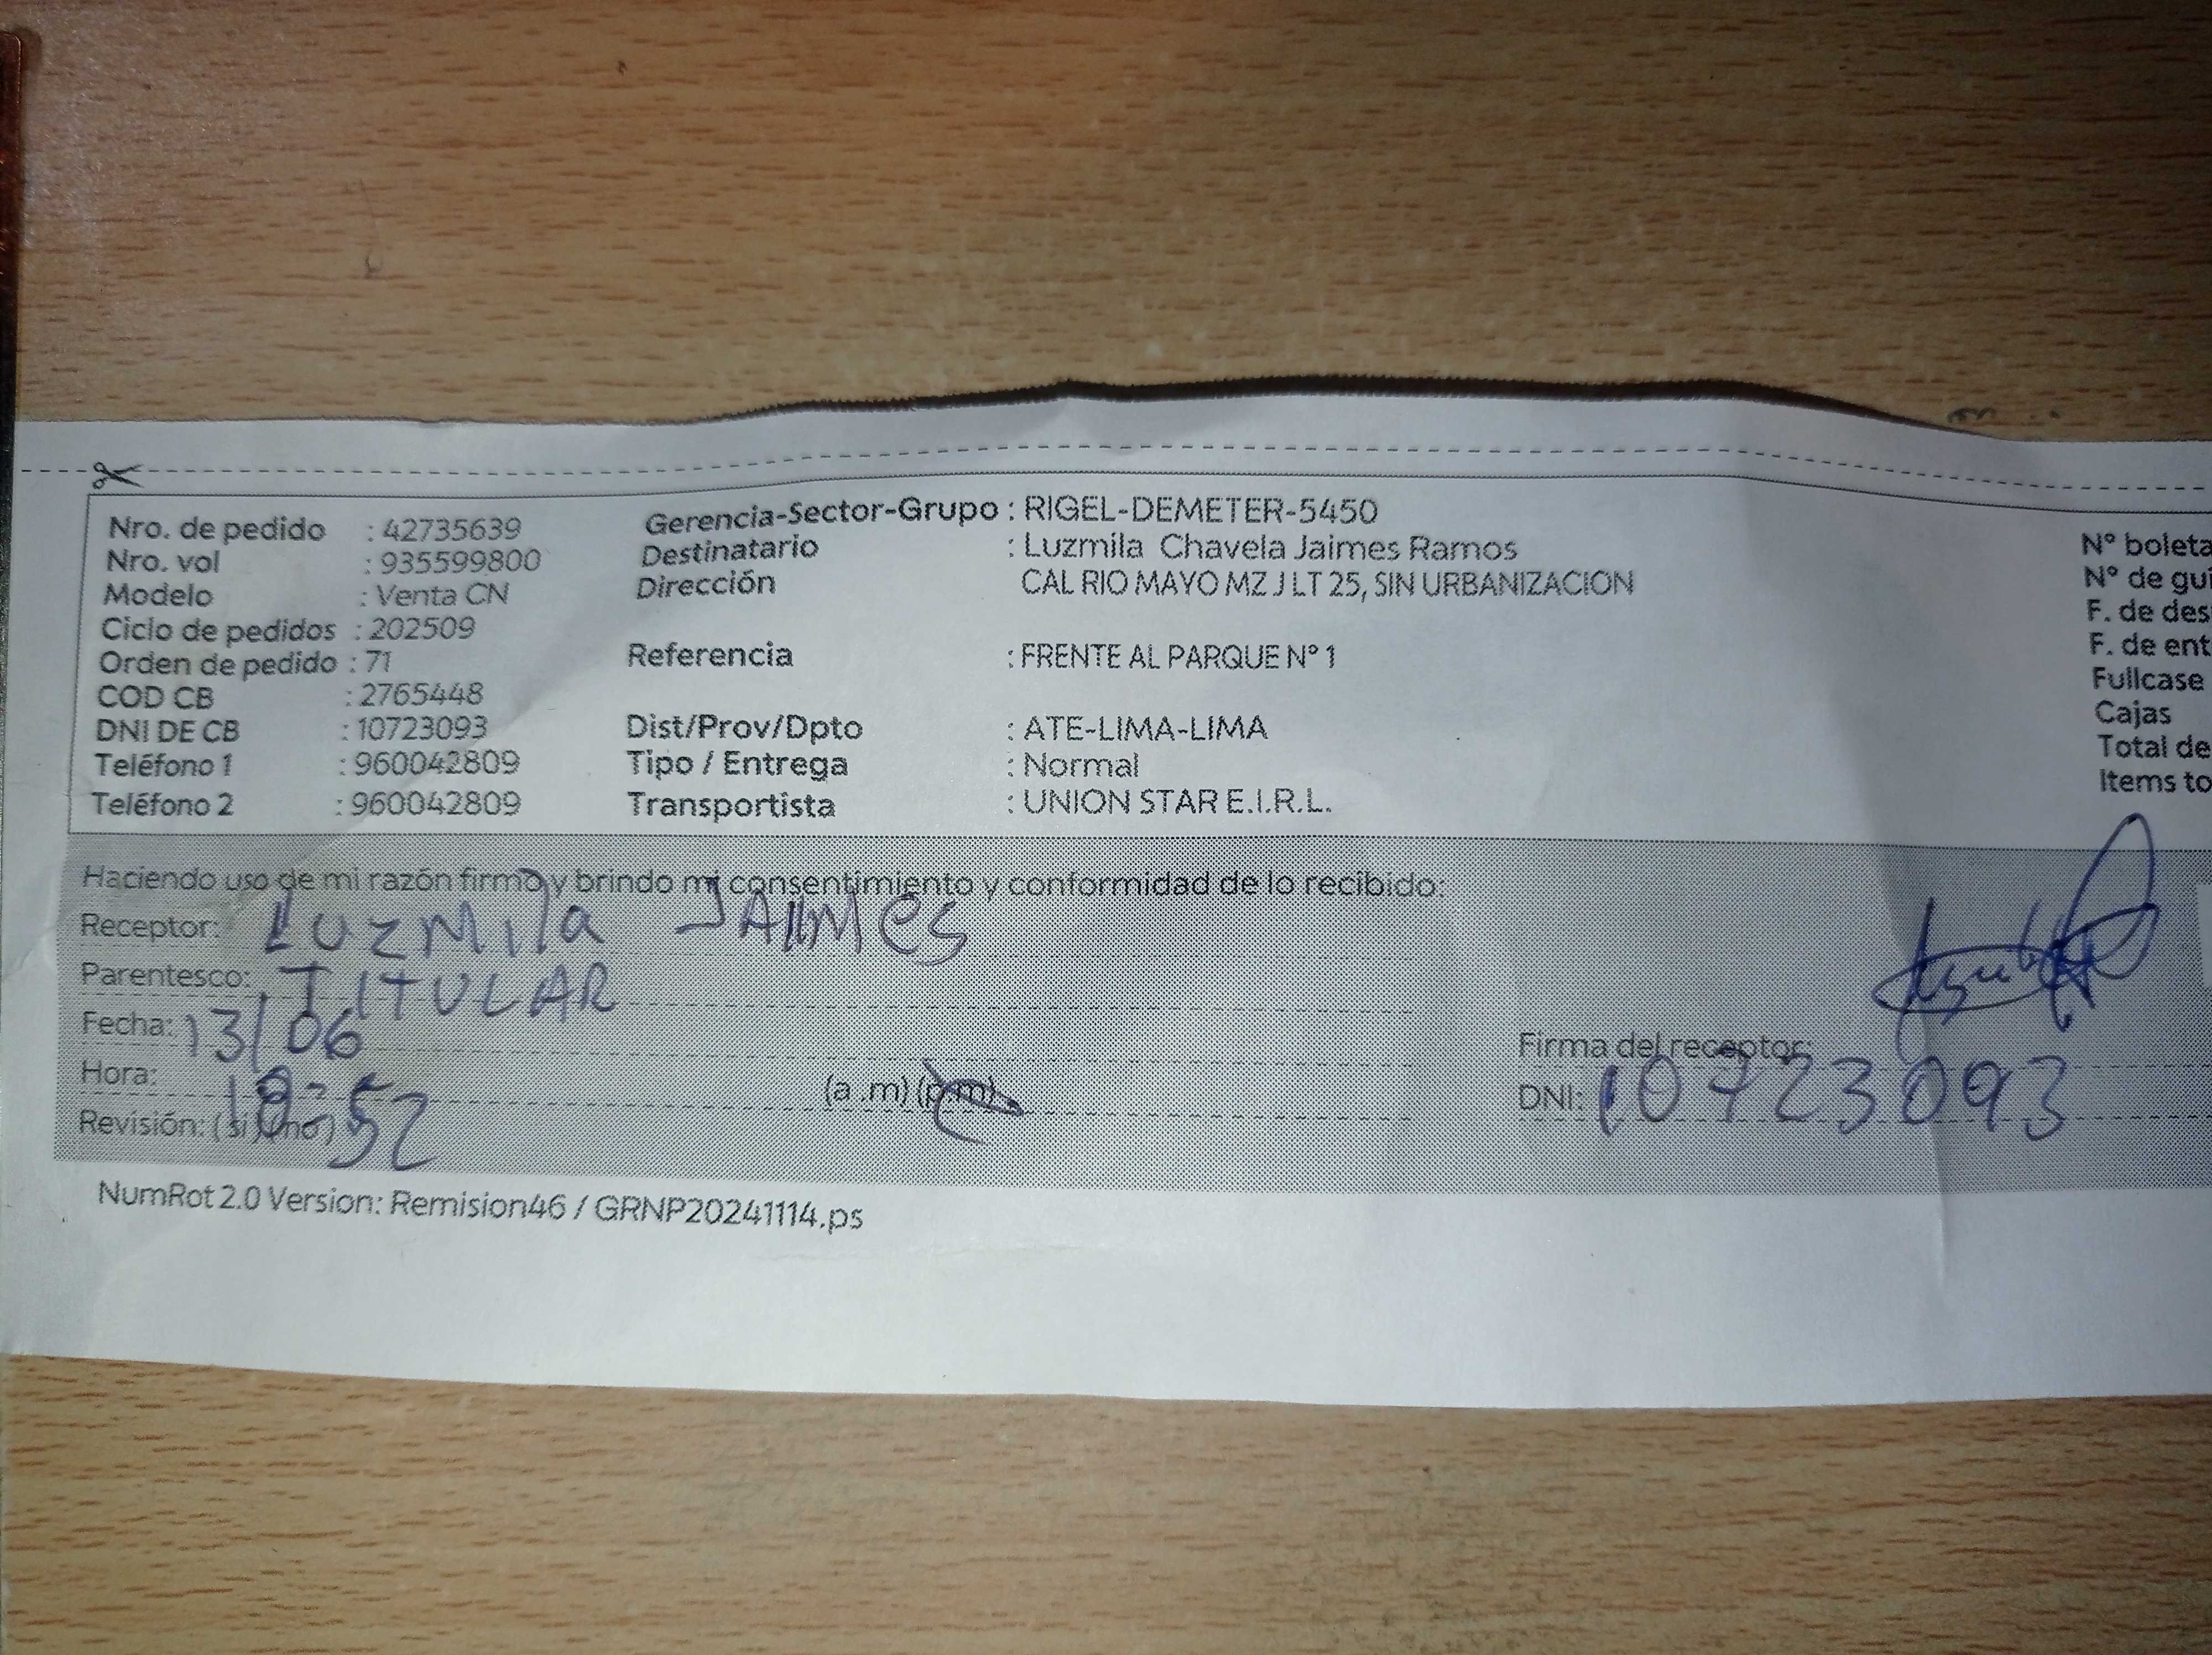 Nro. de pedido : 42735639
Nro. vol : 935599800
Modelo : Venta CN
Ciclo de pedidos : 202509
Orden de pedido : 71
COD CB : 2765448
DNI DE CB : 10723093
Teléfono 1 : 960042809
Teléfono 2 : 960042809
Gerencia-Sector-Grupo : RIGEL-DEMETER-5450
Destinatario : Luzmila Chavela Jaimes Ramos
Dirección CAL RIO MAYO MZ J LT 25, SIN URBANIZACION
Referencia : FRENTE AL PARQUE N° 1
Dist/Prov/Dpto : ATE-LIMA-LIMA
Tipo / Entrega : Normal
Transportista : UNION STAR E.I.R.L.
N° boleta
N° de gui
F. de des
F. de ent
Fullcase
Cajas
Total de
Items to
Haciendo uso de mi razón firmo y brindo mi consentimiento y conformidad de lo recibido:
Receptor: Luzmila JAIMES
Parentesco: TITULAR
Fecha: 13/06
Hora: 52 (a .m) (p.m)
Revisión: (si) (no)
Firma del receptor:
DNI: 10723093
NumRot 2.0 Version: Remision46 / GRNP20241114.ps